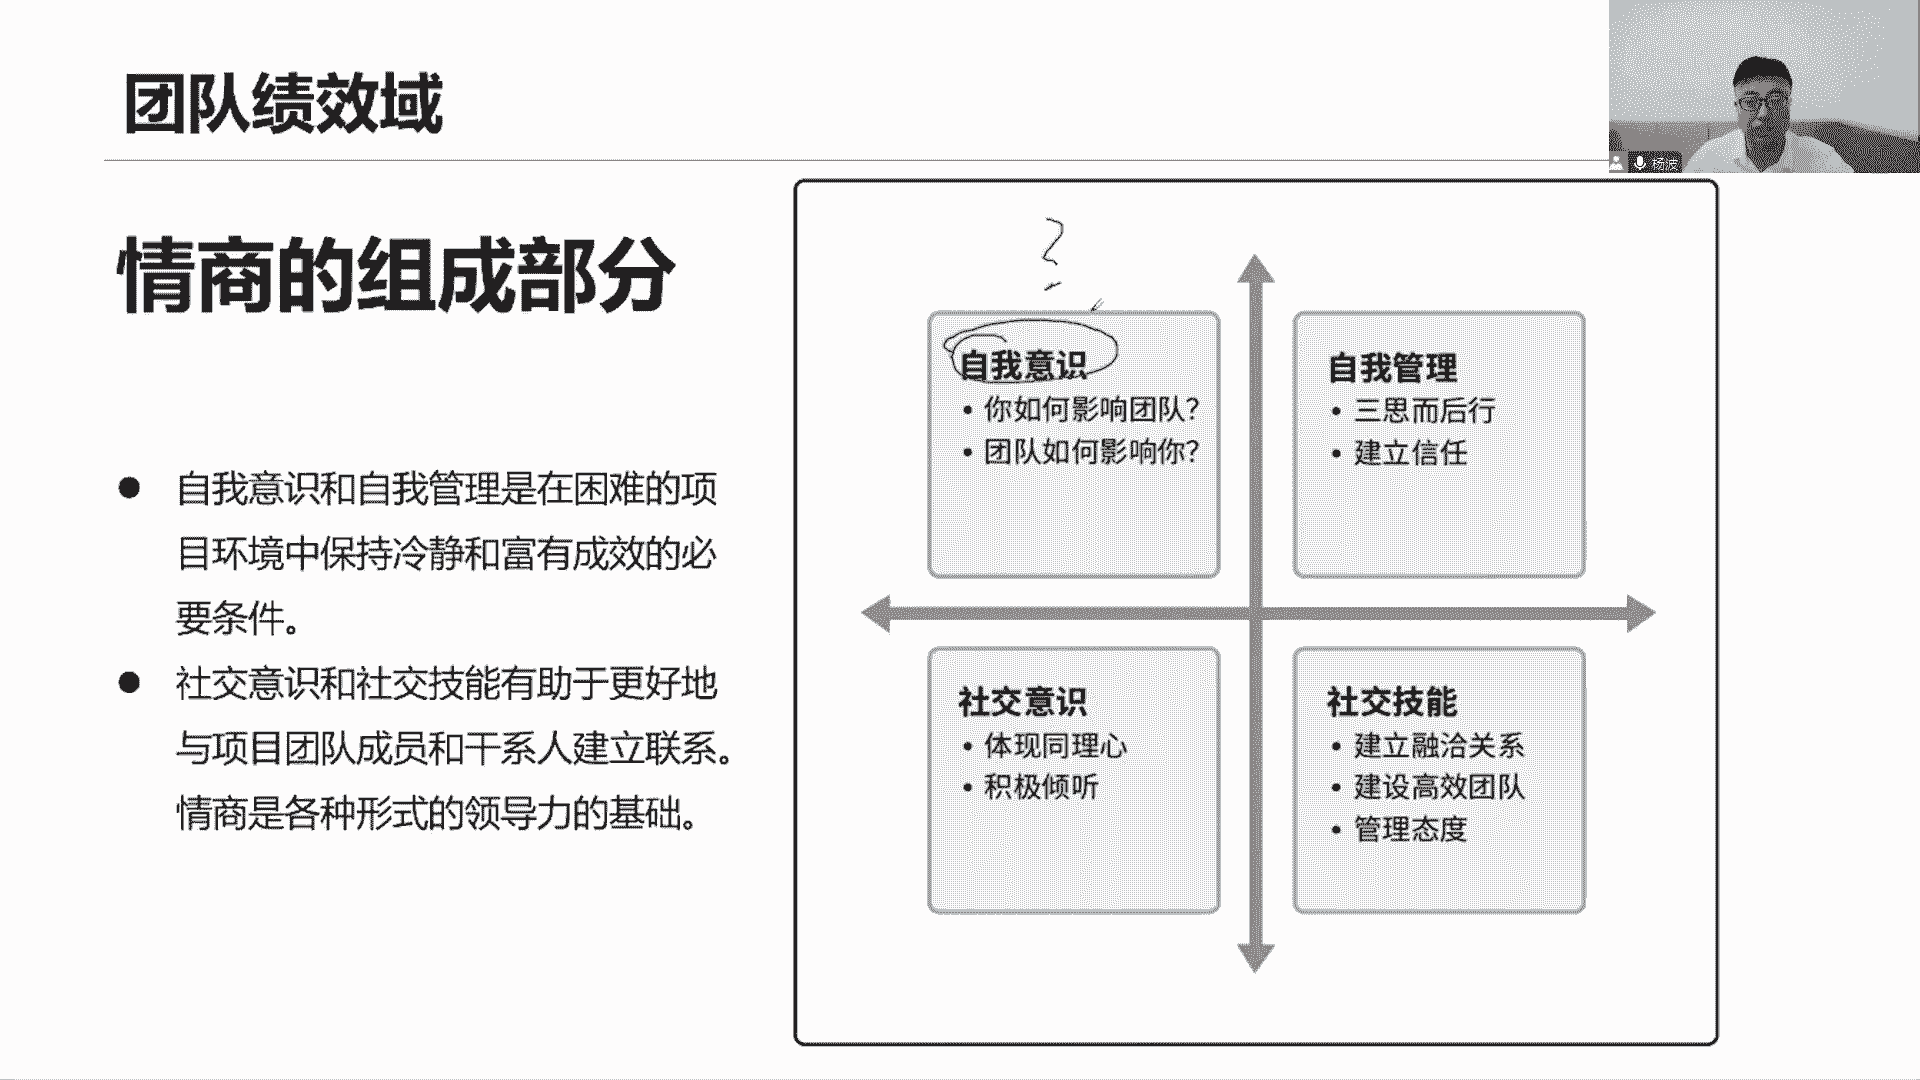 团队绩效域
杨波
情商的组成部分
自我意识和自我管理是在困难的项
目环境中保持冷静和富有成效的必
要条件。
社交意识和社交技能有助于更好地
与项目团队成员和干系人建立联系。
情商是各种形式的领导力的基础。
?
自我意识
• 你如何影响团队?
• 团队如何影响你?
自我管理
• 三思而后行
• 建立信任
社交意识
• 体现同理心
• 积极倾听
社交技能
• 建立融洽关系
• 建设高效团队
• 管理态度